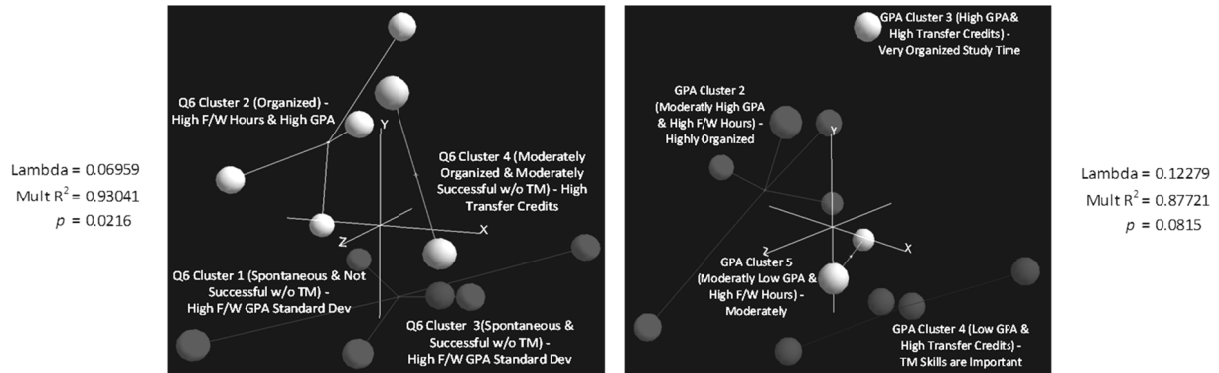 Lambda = 0.06959
Mult R² = 0.93041
p = 0.0216
Q6 Cluster 2 (Organized) -
High F/W Hours & High GPA
Y
Q6 Cluster 4 (Moderately
Organized & Moderately
Successful w/o TM) - High
Transfer Credits
X
Z
Q6 Cluster 1 (Spontaneous & Not
Successful w/o TM) -
High F/W GPA Standard Dev
Q6 Cluster 3(Spontaneous &
Successful w/o TM) -
High F/W GPA Standard Dev
GPA Cluster 3 (High GPA&
High Transfer Credits) -
Very Organized Study Time
GPA Cluster 2
(Moderatly High GPA
& High F/W Hours) -
Highly Organized
Y
X
Z
GPA Cluster 5
(Moderatly Low GPA &
High F/W Hours) -
Moderately
GPA Cluster 4 (Low GPA &
High Transfer Credits) -
TM Skills are Important
Lambda = 0.12279
Mult R² = 0.87721
p = 0.0815